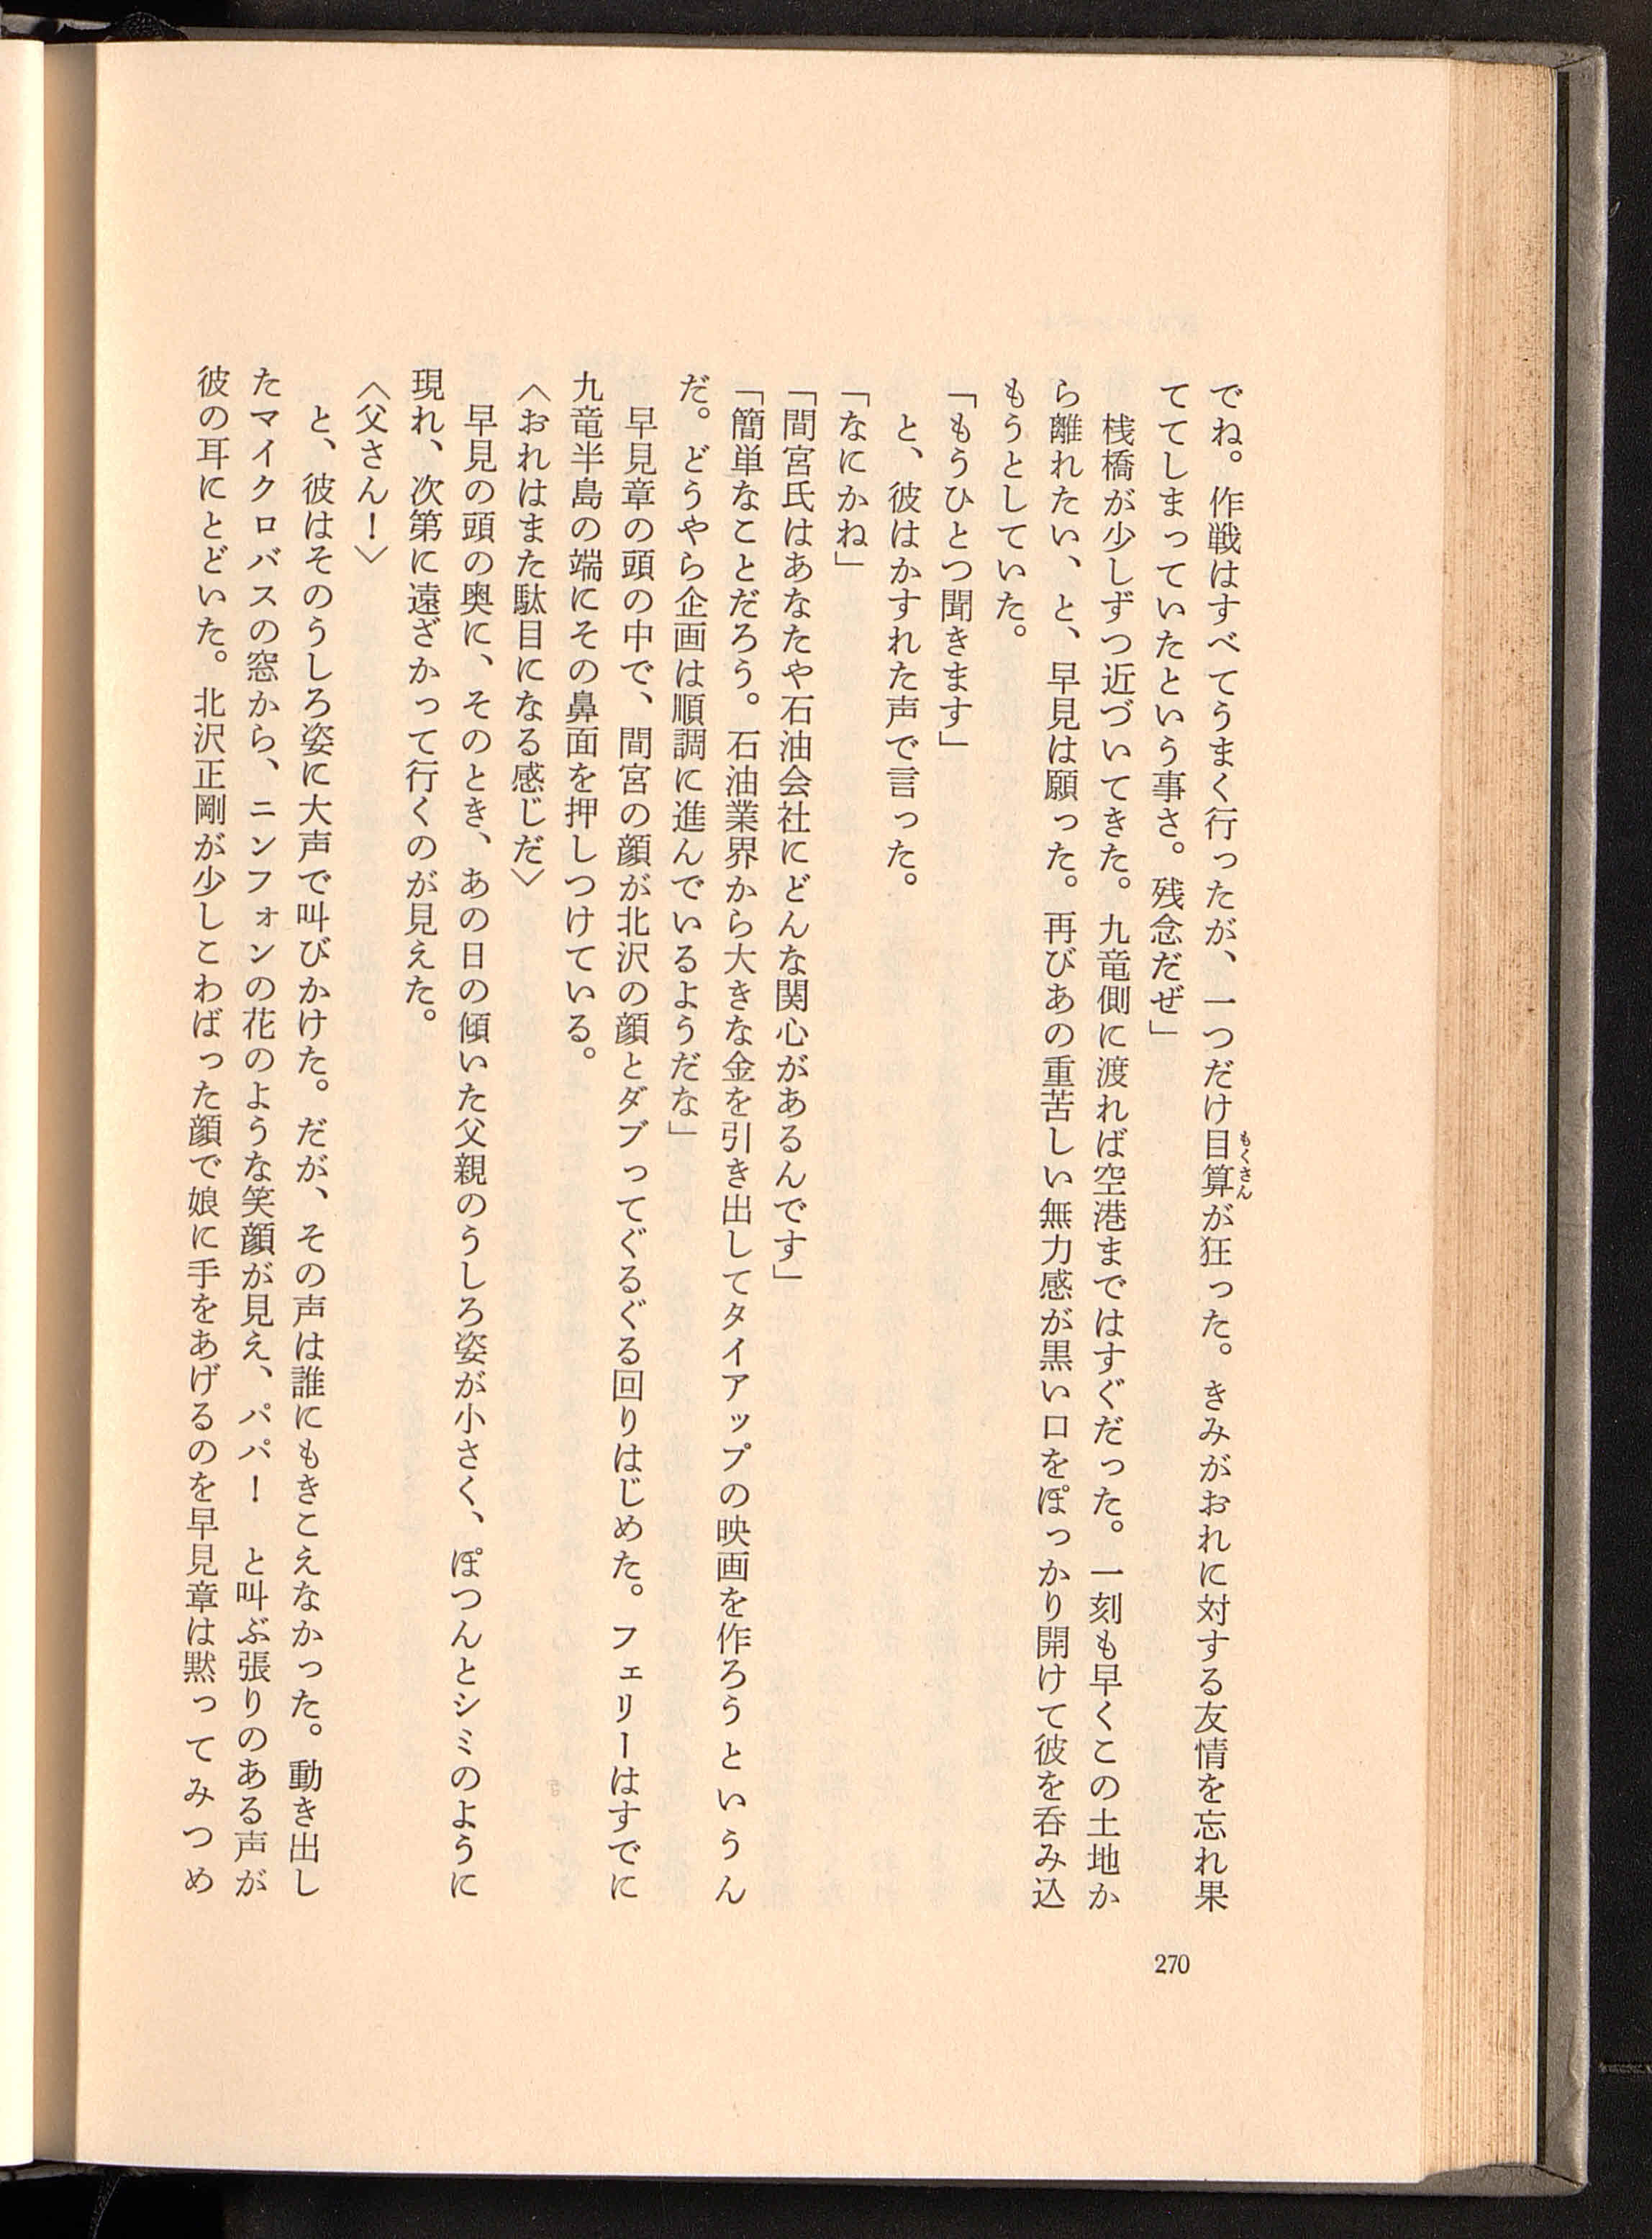 でね。作戦はすべてうまく行ったが、一つだけ目算が狂った。きみがおれに対する友情を忘れ果
もくさん
ててしまっていたという事さ。残念だぜ」
桟橋が少しずつ近づいてきた。九竜側に渡れば空港まではすぐだった。一刻も早くこの土地か
ら離れたい、と、早見は願った。再びあの重苦しい無力感が黒い口をぽっかり開けて彼を呑み込
もうとしていた。
「もうひとつ聞きます」
と、彼はかすれた声で言った。
「なにかね」
「間宮氏はあなたや石油会社にどんな関心があるんです」
「簡単なことだろう。石油業界から大きな金を引き出してタイアップの映画を作ろうというん
だ。どうやら企画は順調に進んでいるようだな」
早見章の頭の中で、間宮の顔が北沢の顔とダブってぐるぐる回りはじめた。フェリーはすでに
九竜半島の端にその鼻面を押しつけている。
〈おれはまた駄目になる感じだ〉
早見の頭の奥に、そのとき、あの日の傾いた父親のうしろ姿が小さく、ぽつんとシミのように
現れ、次第に遠ざかって行くのが見えた。
〈父さん！〉
と、彼はそのうしろ姿に大声で叫びかけた。だが、その声は誰にもきこえなかった。動き出し
たマイクロバスの窓から、ニンフォンの花のような笑顔が見え、パパ！　と叫ぶ張りのある声が
彼の耳にとどいた。北沢正剛が少しこわばった顔で娘に手をあげるのを早見章は黙ってみつめ
270